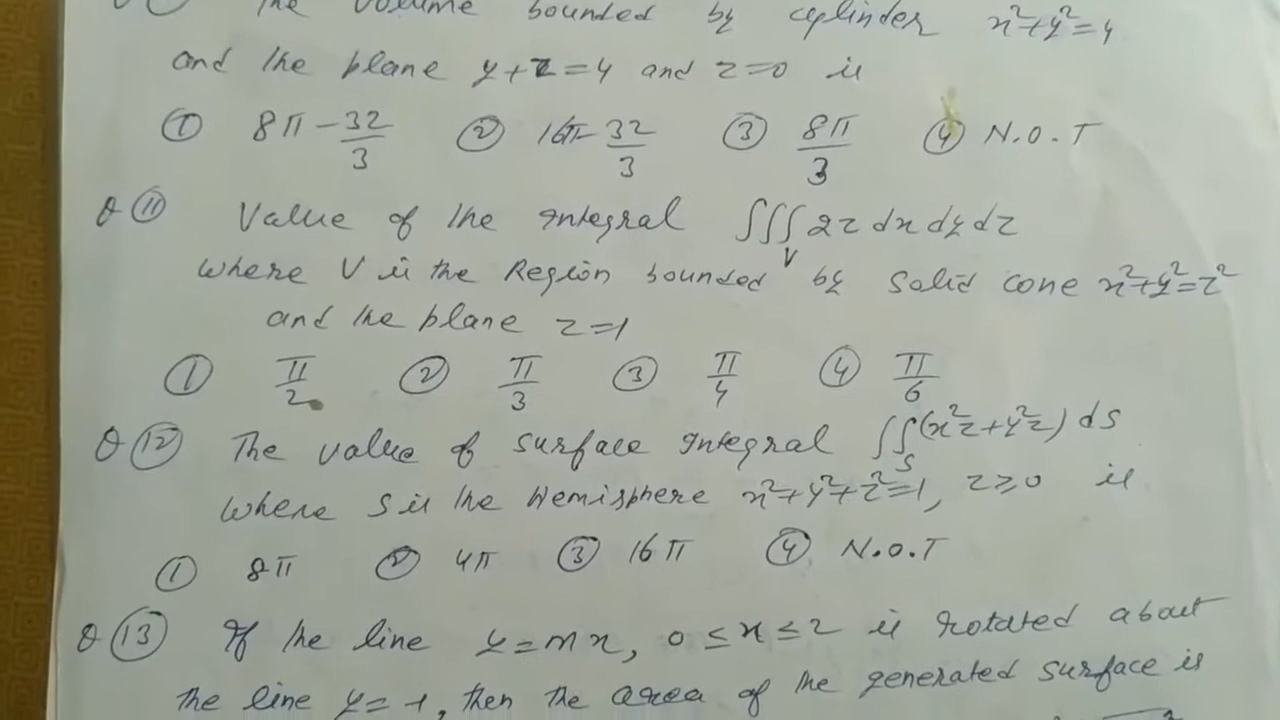 The volume bounded by cylinder x²+y²=4
and the plane y+z=4 and z=0 is
① 8π-32/3 ② 16π-32/3 ③ 8π/3 ④ N.O.T
Q ⑪ Value of the integral ∭_V 2z dx dy dz
where V is the Region bounded by solid cone x²+y²=z²
and the plane z=1
① π/2 ② π/3 ③ π/4 ④ π/6
Q ⑫ The value of surface integral ∬_S (x²z+y²z) ds
where S is the Hemisphere x²+y²+z²=1, z≥0 is
① 8π ② 4π ③ 16π ④ N.O.T
Q ⑬ If the line y=mx, 0≤x≤2 is rotated about
the line y=-1, then the area of the generated surface is